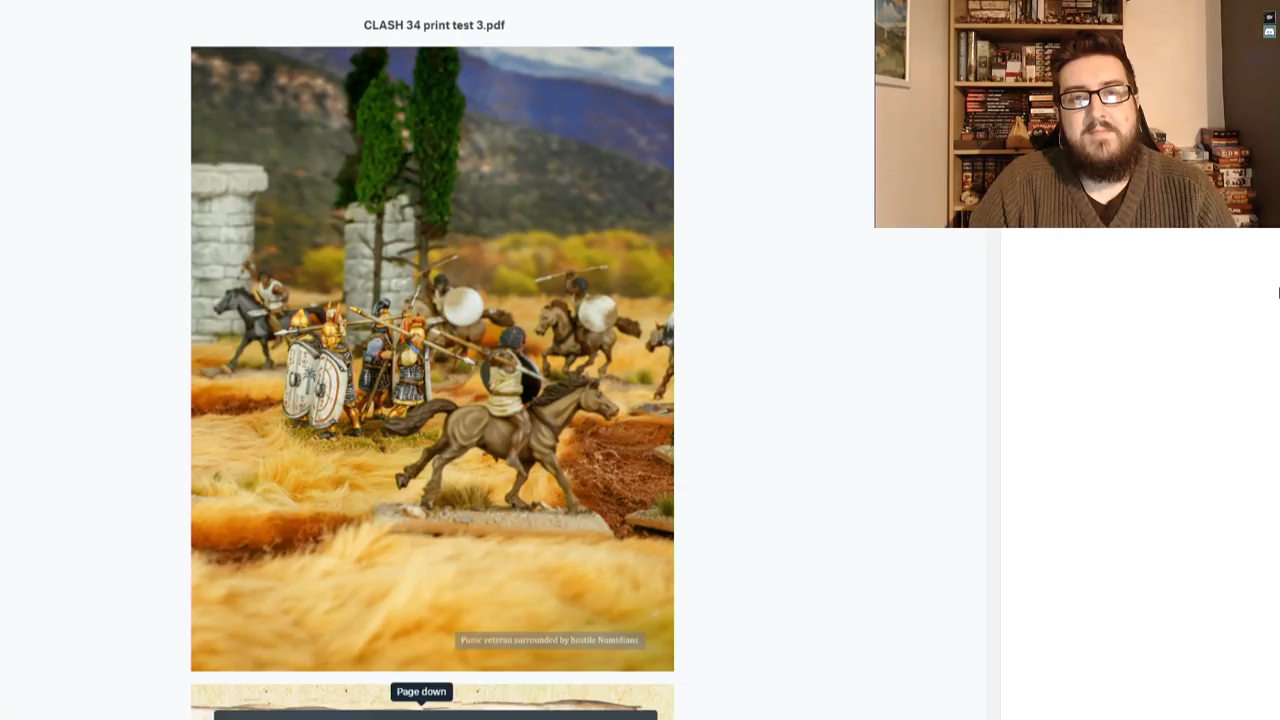 CLASH 34 print test 3.pdf
Punic veteran surrounded by hostile Numidians
Page down